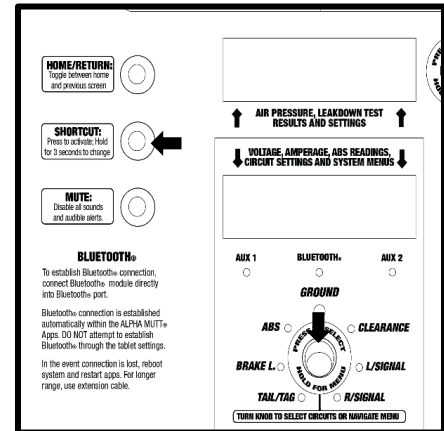 HOME/RETURN:
Toggle between home
and previous screen
SHORTCUT:
Press to activate; Hold
for 3 seconds to change
MUTE:
Disable all sounds
and audible alerts.
BLUETOOTH®
To establish Bluetooth® connection,
connect Bluetooth® module directly
into Bluetooth® port.
Bluetooth® connection is established
automatically within the ALPHA MUTT®
Apps. DO NOT attempt to establish
Bluetooth® through the tablet settings.
In the event connection is lost, reboot
system and restart apps. For longer
range, use extension cable.
AIR PRESSURE, LEAKDOWN TEST
RESULTS AND SETTINGS
VOLTAGE, AMPERAGE, ABS READINGS,
CIRCUIT SETTINGS AND SYSTEM MENUS
AUX 1
BLUETOOTH®
AUX 2
GROUND
ABS
CLEARANCE
BRAKE L.
L/SIGNAL
TAIL/TAG
R/SIGNAL
HOLD FOR MENU
TURN KNOB TO SELECT CIRCUITS OR NAVIGATE MENU